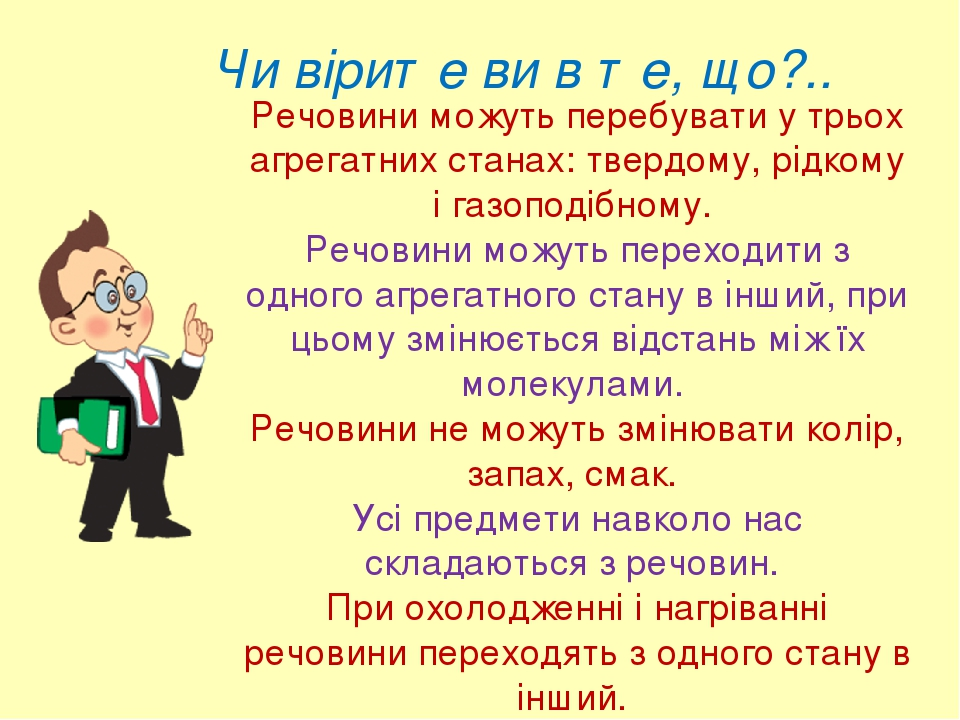 Чи вірите ви в те, що?..
Речовини можуть перебувати у трьох
агрегатних станах: твердому, рідкому
і газоподібному.
Речовини можуть переходити з
одного агрегатного стану в інший, при
цьому змінюється відстань між їх
молекулами.
Речовини не можуть змінювати колір,
запах, смак.
Усі предмети навколо нас
складаються з речовин.
При охолодженні і нагріванні
речовини переходять з одного стану в
інший.